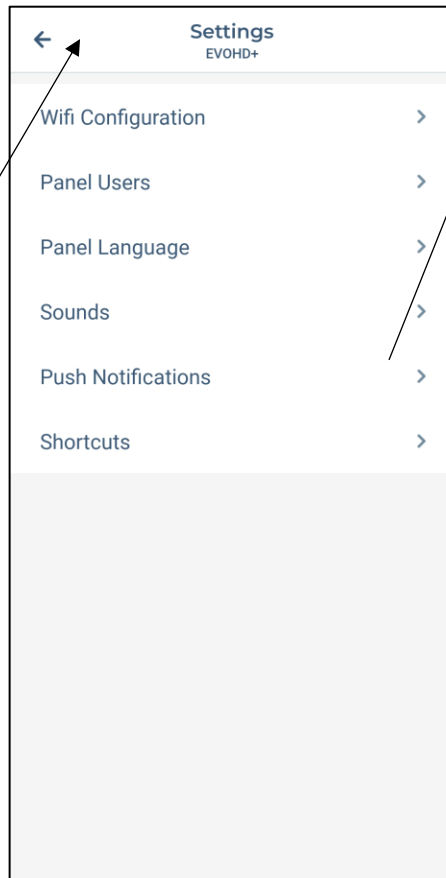 Settings
EVOHD+
Wifi Configuration
Panel Users
Panel Language
Sounds
Push Notifications
Shortcuts